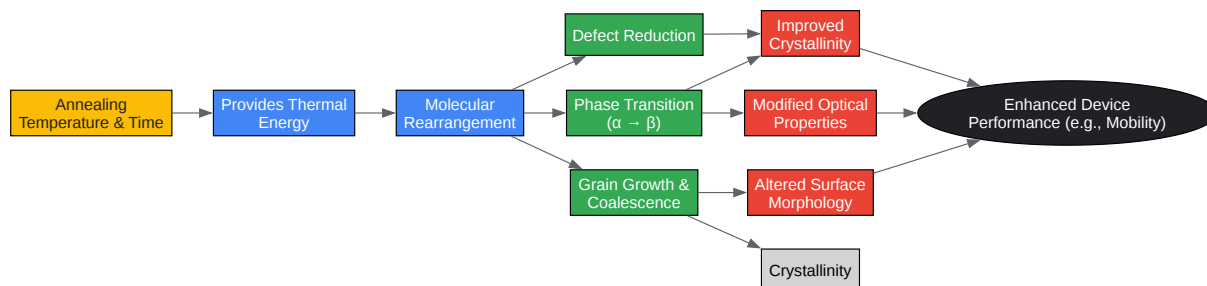 Annealing
Temperature & Time
Provides Thermal
Energy
Molecular
Rearrangement
Defect Reduction
Phase Transition
(α → β)
Grain Growth &
Coalescence
Improved
Crystallinity
Modified Optical
Properties
Altered Surface
Morphology
Crystallinity
Enhanced Device
Performance (e.g., Mobility)